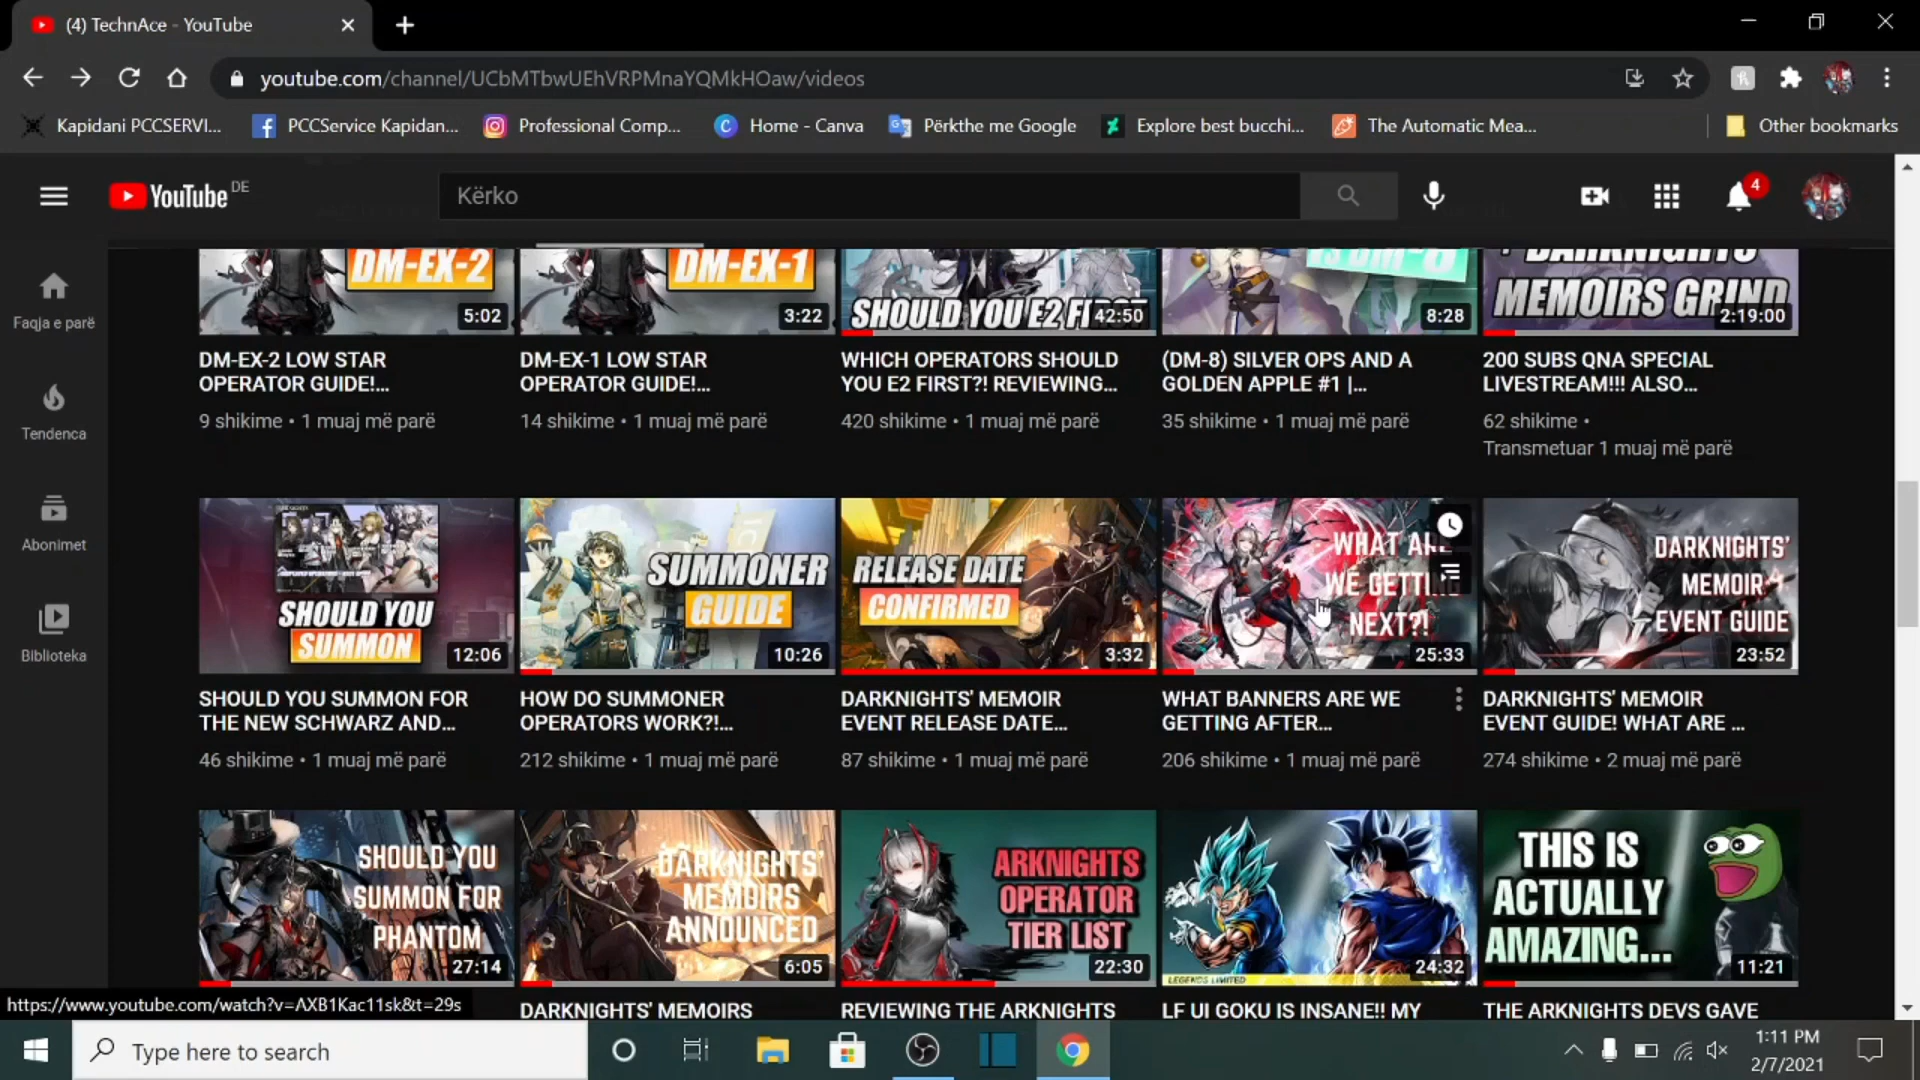 (4) TechnAce - YouTube
youtube.com/channel/UCbMTbwUEhVRPMnaYQMkHOaw/videos
Kapidani PCCSERVI...
PCCService Kapidan...
Professional Comp...
Home - Canva
Përkthe me Google
Explore best bucchi...
The Automatic Mea...
Other bookmarks
YouTube DE
Kërko
4
Faqja e parë
Tendenca
Abonimet
Biblioteka
DM-EX-2
5:02
DM-EX-1
3:22
SHOULD YOU E2 FIRST
42:50
IS DM-8
8:28
+ DARKNIGHTS
MEMOIRS GRIND
2:19:00
DM-EX-2 LOW STAR
OPERATOR GUIDE!...
9 shikime • 1 muaj më parë
DM-EX-1 LOW STAR
OPERATOR GUIDE!...
14 shikime • 1 muaj më parë
WHICH OPERATORS SHOULD
YOU E2 FIRST?! REVIEWING...
420 shikime • 1 muaj më parë
(DM-8) SILVER OPS AND A
GOLDEN APPLE #1 |...
35 shikime • 1 muaj më parë
200 SUBS QNA SPECIAL
LIVESTREAM!!! ALSO...
62 shikime •
Transmetuar 1 muaj më parë
SHOULD YOU
SUMMON
12:06
SUMMONER
GUIDE
10:26
RELEASE DATE
CONFIRMED
3:32
WHAT ARE
WE GETTING
NEXT?!
25:33
DARKNIGHTS'
MEMOIR
EVENT GUIDE
23:52
SHOULD YOU SUMMON FOR
THE NEW SCHWARZ AND...
46 shikime • 1 muaj më parë
HOW DO SUMMONER
OPERATORS WORK?!...
212 shikime • 1 muaj më parë
DARKNIGHTS' MEMOIR
EVENT RELEASE DATE...
87 shikime • 1 muaj më parë
WHAT BANNERS ARE WE
GETTING AFTER...
206 shikime • 1 muaj më parë
DARKNIGHTS' MEMOIR
EVENT GUIDE! WHAT ARE ...
274 shikime • 2 muaj më parë
SHOULD YOU
SUMMON FOR
PHANTOM
27:14
DARKNIGHTS'
MEMOIRS
ANNOUNCED
6:05
ARKNIGHTS
OPERATOR
TIER LIST
22:30
LEGENDS LIMITED
24:32
THIS IS
ACTUALLY
AMAZING...
11:21
DARKNIGHTS' MEMOIRS
REVIEWING THE ARKNIGHTS
LF UI GOKU IS INSANE!! MY
THE ARKNIGHTS DEVS GAVE
https://www.youtube.com/watch?v=AXB1Kac11sk&t=29s
Type here to search
1:11 PM
2/7/2021